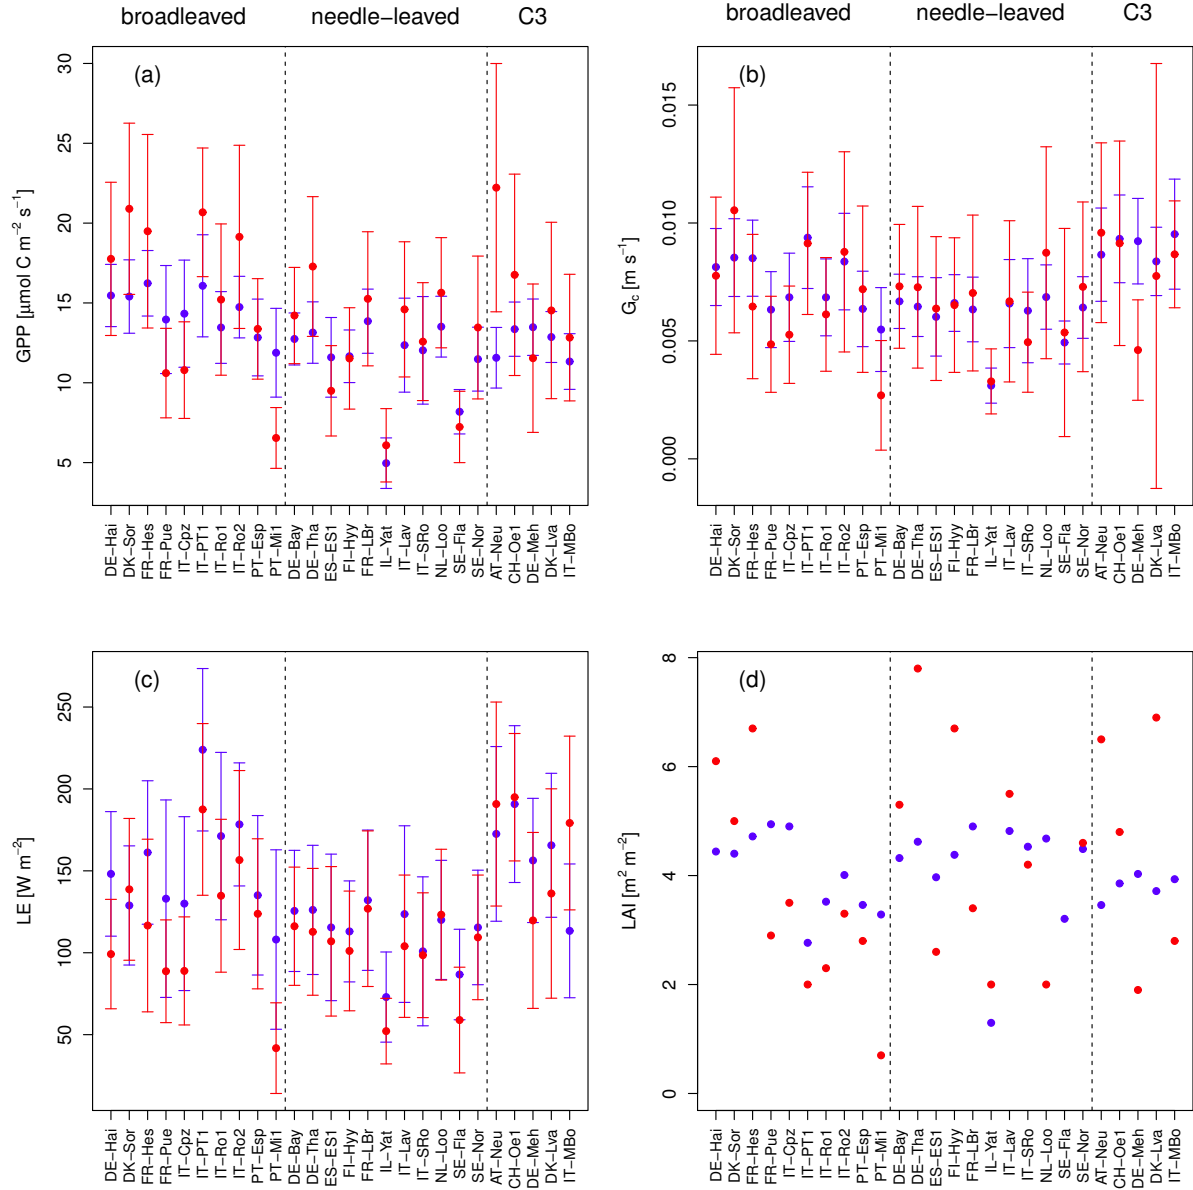 broadleaved needle−leaved C3
broadleaved needle−leaved C3
(a)
GPP [µmol C m−2 s−1]
30
25
20
15
10
5
DE−Hai
DK−Sor
FR−Hes
FR−Pue
IT−Cpz
IT−PT1
IT−Ro1
IT−Ro2
PT−Esp
PT−Mi1
DE−Bay
DE−Tha
ES−ES1
FI−Hyy
FR−LBr
IL−Yat
IT−Lav
IT−SRo
NL−Loo
SE−Fla
SE−Nor
AT−Neu
CH−Oe1
DE−Meh
DK−Lva
IT−MBo
(b)
Gc [m s−1]
0.015
0.010
0.005
0.000
DE−Hai
DK−Sor
FR−Hes
FR−Pue
IT−Cpz
IT−PT1
IT−Ro1
IT−Ro2
PT−Esp
PT−Mi1
DE−Bay
DE−Tha
ES−ES1
FI−Hyy
FR−LBr
IL−Yat
IT−Lav
IT−SRo
NL−Loo
SE−Fla
SE−Nor
AT−Neu
CH−Oe1
DE−Meh
DK−Lva
IT−MBo
(c)
LE [W m−2]
250
200
150
100
50
DE−Hai
DK−Sor
FR−Hes
FR−Pue
IT−Cpz
IT−PT1
IT−Ro1
IT−Ro2
PT−Esp
PT−Mi1
DE−Bay
DE−Tha
ES−ES1
FI−Hyy
FR−LBr
IL−Yat
IT−Lav
IT−SRo
NL−Loo
SE−Fla
SE−Nor
AT−Neu
CH−Oe1
DE−Meh
DK−Lva
IT−MBo
(d)
LAI [m2 m−2]
8
6
4
2
0
DE−Hai
DK−Sor
FR−Hes
FR−Pue
IT−Cpz
IT−PT1
IT−Ro1
IT−Ro2
PT−Esp
PT−Mi1
DE−Bay
DE−Tha
ES−ES1
FI−Hyy
FR−LBr
IL−Yat
IT−Lav
IT−SRo
NL−Loo
SE−Fla
SE−Nor
AT−Neu
CH−Oe1
DE−Meh
DK−Lva
IT−MBo